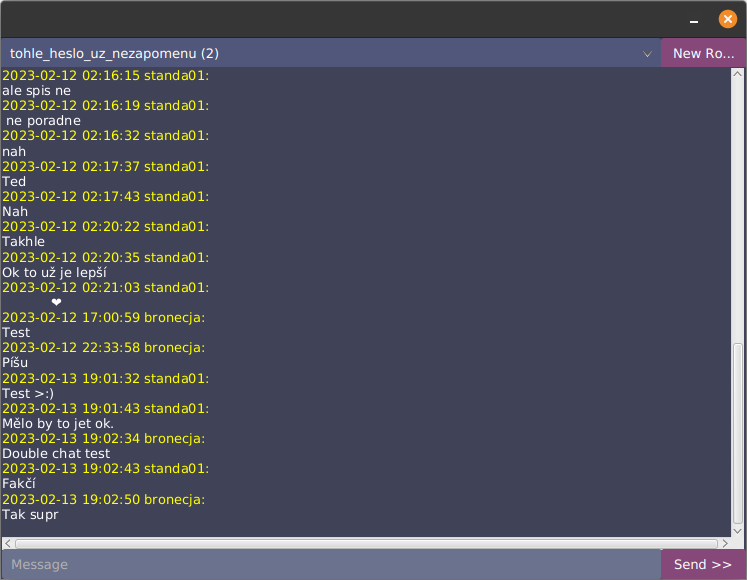 tohle_heslo_uz_nezapomenu (2)
New Ro...
2023-02-12 02:16:15 standa01:
ale spis ne
2023-02-12 02:16:19 standa01:
ne poradne
2023-02-12 02:16:32 standa01:
nah
2023-02-12 02:17:37 standa01:
Ted
2023-02-12 02:17:43 standa01:
Nah
2023-02-12 02:20:22 standa01:
Takhle
2023-02-12 02:20:35 standa01:
Ok to už je lepší
2023-02-12 02:21:03 standa01:
❤
2023-02-12 17:00:59 bronecja:
Test
2023-02-12 22:33:58 bronecja:
Píšu
2023-02-13 19:01:32 standa01:
Test >:)
2023-02-13 19:01:43 standa01:
Mělo by to jet ok.
2023-02-13 19:02:34 bronecja:
Double chat test
2023-02-13 19:02:43 standa01:
Fakčí
2023-02-13 19:02:50 bronecja:
Tak supr
Message
Send >>